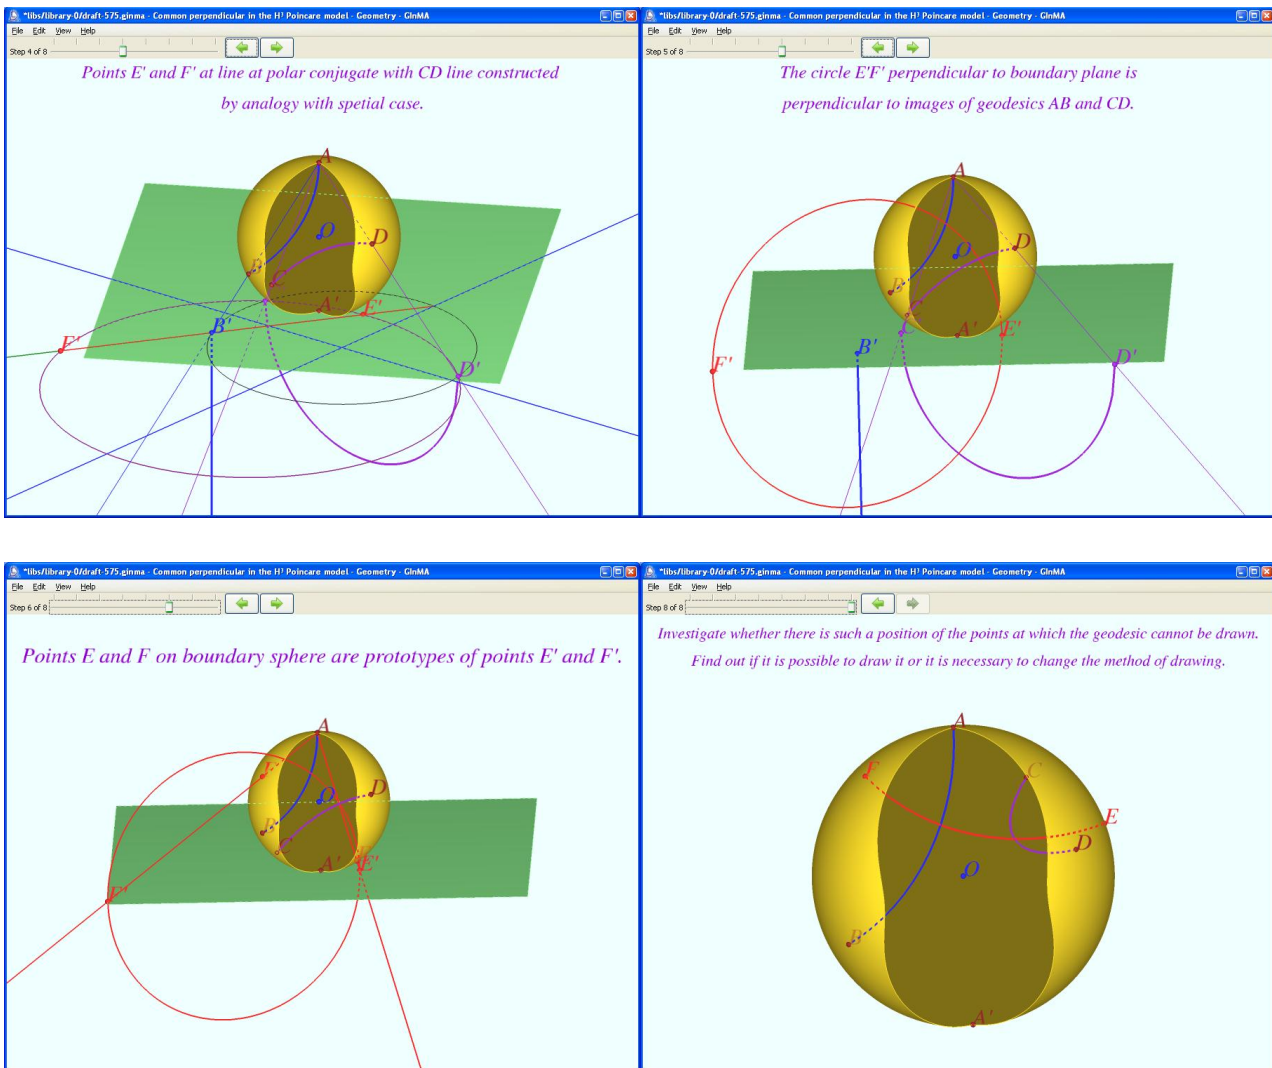 *libs/library-0/draft-575.ginma - Common perpendicular in the H³ Poincare model - Geometry - GInMA
File Edit View Help
Step 4 of 8
Points E' and F' at line at polar conjugate with CD line constructed
by analogy with spetial case.
A
O
D
B
C
A'
E'
B'
F'
D'
*libs/library-0/draft-575.ginma - Common perpendicular in the H³ Poincare model - Geometry - GInMA
File Edit View Help
Step 5 of 8
The circle E'F' perpendicular to boundary plane is
perpendicular to images of geodesics AB and CD.
A
D
O
B
C
C'
A'
E'
B'
D'
F'
*libs/library-0/draft-575.ginma - Common perpendicular in the H³ Poincare model - Geometry - GInMA
File Edit View Help
Step 6 of 8
Points E and F on boundary sphere are prototypes of points E' and F'.
A
F
D
O
B
C
E
A'
E'
F'
*libs/library-0/draft-575.ginma - Common perpendicular in the H³ Poincare model - Geometry - GInMA
File Edit View Help
Step 8 of 8
Investigate whether there is such a position of the points at which the geodesic cannot be drawn.
Find out if it is possible to draw it or it is necessary to change the method of drawing.
A
F
C
E
D
O
B
A'